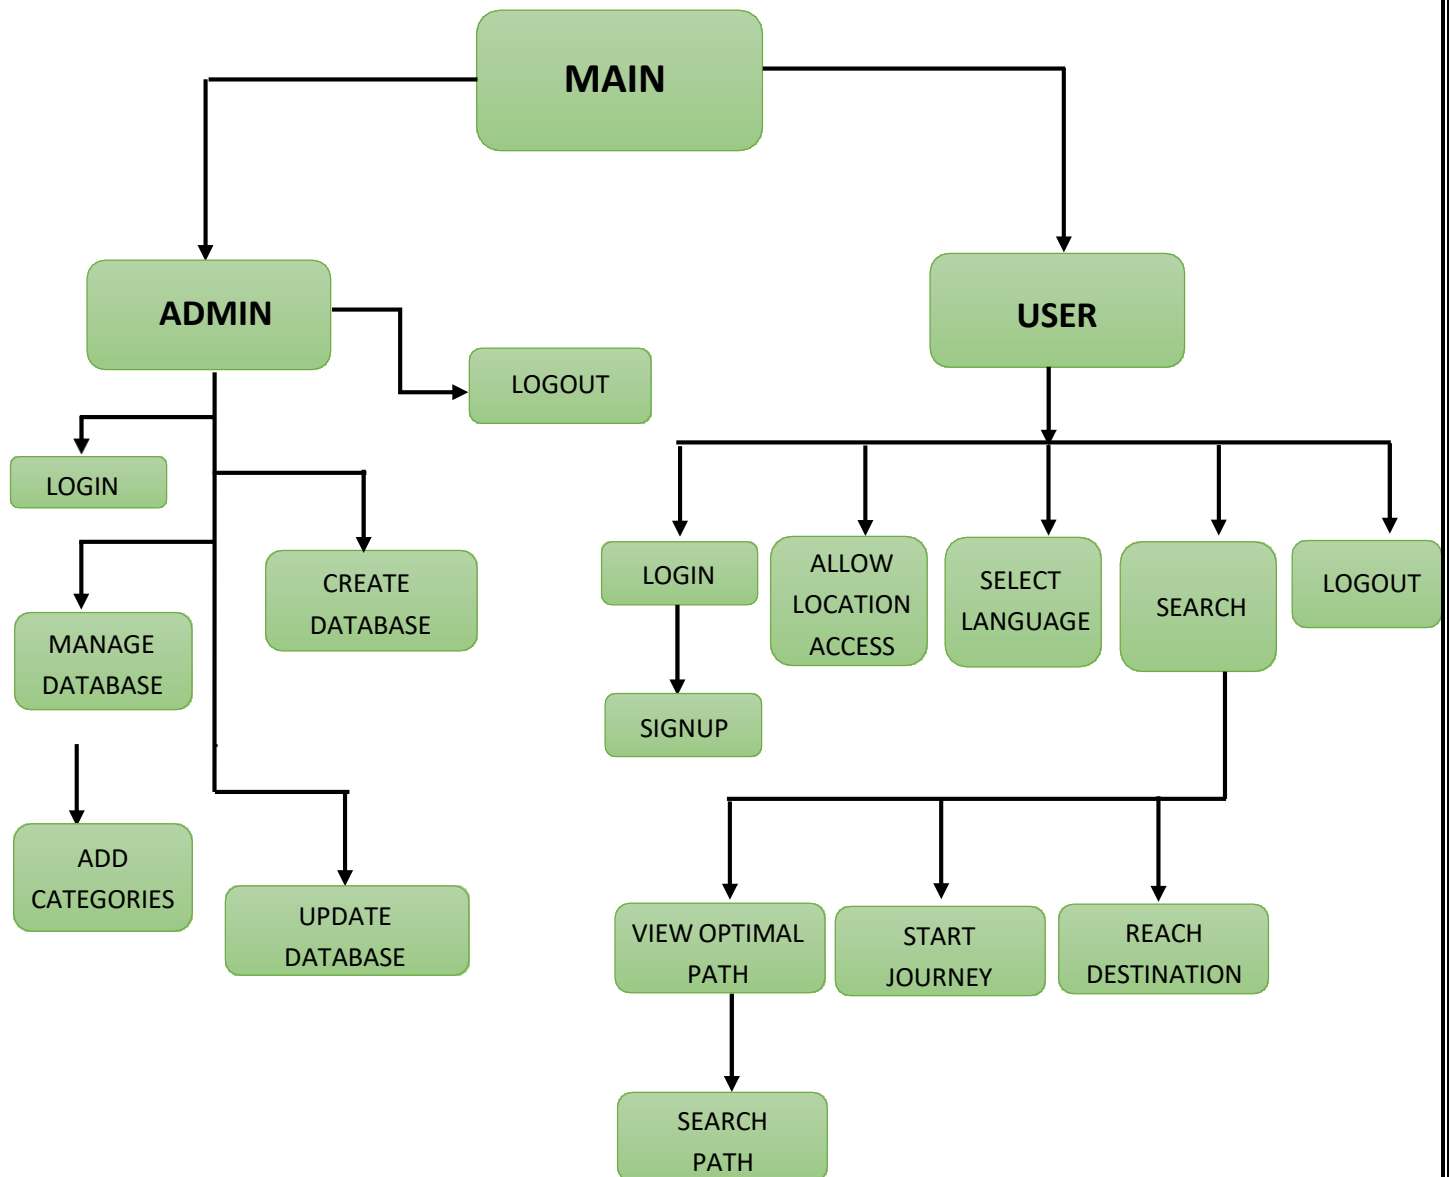 MAIN
ADMIN
USER
LOGOUT
LOGIN
CREATE
DATABASE
MANAGE
DATABASE
ADD
CATEGORIES
UPDATE
DATABASE
LOGIN
SIGNUP
ALLOW
LOCATION
ACCESS
SELECT
LANGUAGE
SEARCH
LOGOUT
VIEW OPTIMAL
PATH
START
JOURNEY
REACH
DESTINATION
SEARCH
PATH